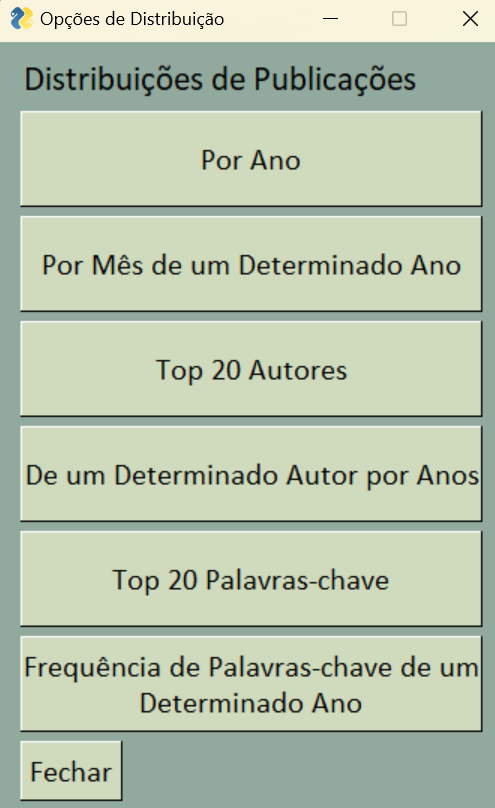 Opções de Distribuição
Distribuições de Publicações
Por Ano
Por Mês de um Determinado Ano
Top 20 Autores
De um Determinado Autor por Anos
Top 20 Palavras-chave
Frequência de Palavras-chave de um
Determinado Ano
Fechar